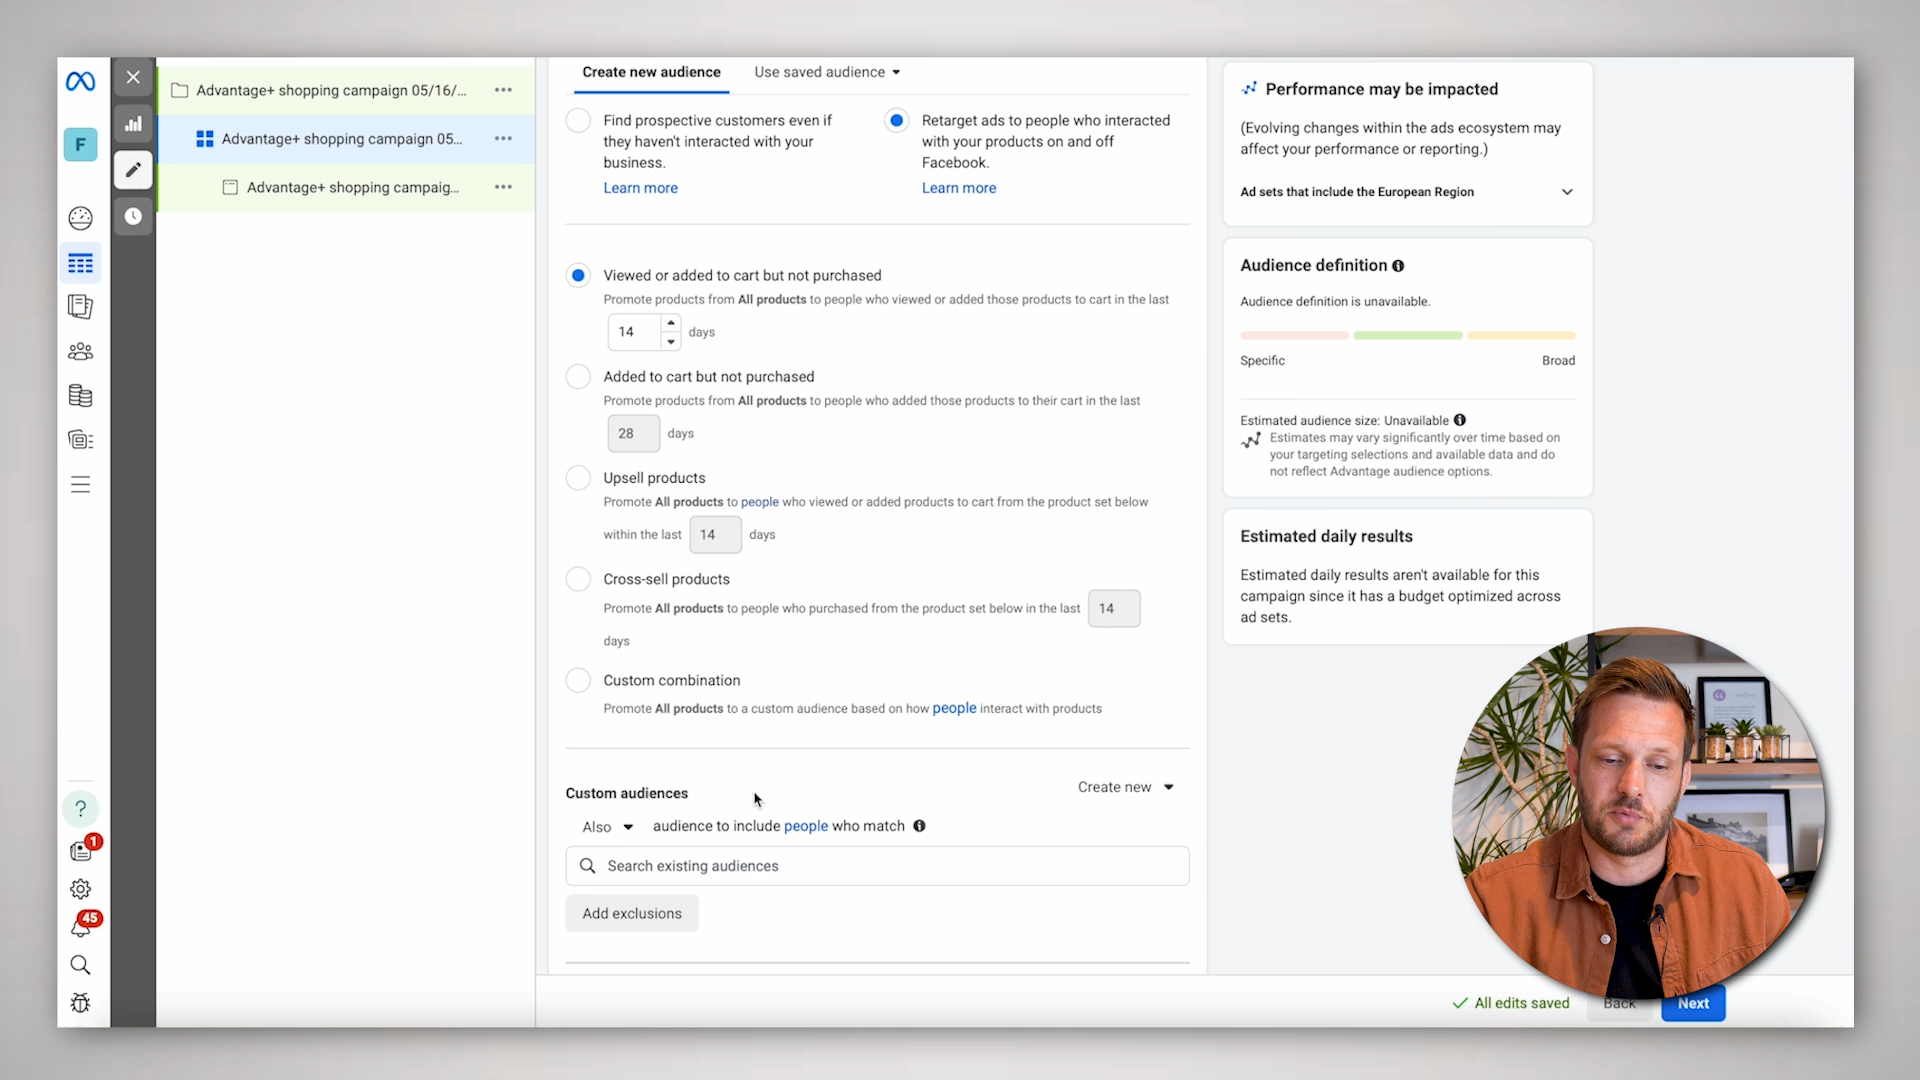 Create new audience
Use saved audience
Advantage+ shopping campaign 05/16/...
F
Advantage+ shopping campaign 05...
Advantage+ shopping campaig...
Find prospective customers even if
they haven't interacted with your
business.
Learn more
Retarget ads to people who interacted
with your products on and off
Facebook.
Learn more
Viewed or added to cart but not purchased
Promote products from All products to people who viewed or added those products to cart in the last
14 days
Added to cart but not purchased
Promote products from All products to people who added those products to their cart in the last
28 days
Upsell products
Promote All products to people who viewed or added products to cart from the product set below
within the last 14 days
Cross-sell products
Promote All products to people who purchased from the product set below in the last 14
days
Custom combination
Promote All products to a custom audience based on how people interact with products
Custom audiences
Create new
Also audience to include people who match
Search existing audiences
Add exclusions
Performance may be impacted
(Evolving changes within the ads ecosystem may
affect your performance or reporting.)
Ad sets that include the European Region
Audience definition
Audience definition is unavailable.
Specific
Broad
Estimated audience size: Unavailable
Estimates may vary significantly over time based on
your targeting selections and available data and do
not reflect Advantage audience options.
Estimated daily results
Estimated daily results aren't available for this
campaign since it has a budget optimized across
ad sets.
?
1
45
All edits saved
Back
Next